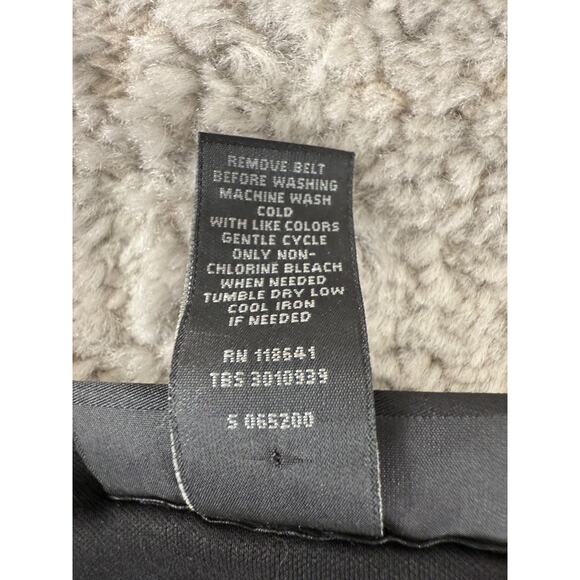 REMOVE BELT
BEFORE WASHING
MACHINE WASH
COLD
WITH LIKE COLORS
GENTLE CYCLE
ONLY NON-
CHLORINE BLEACH
WHEN NEEDED
TUMBLE DRY LOW
COOL IRON
IF NEEDED
RN 118641
TBS 3010939
S 065200